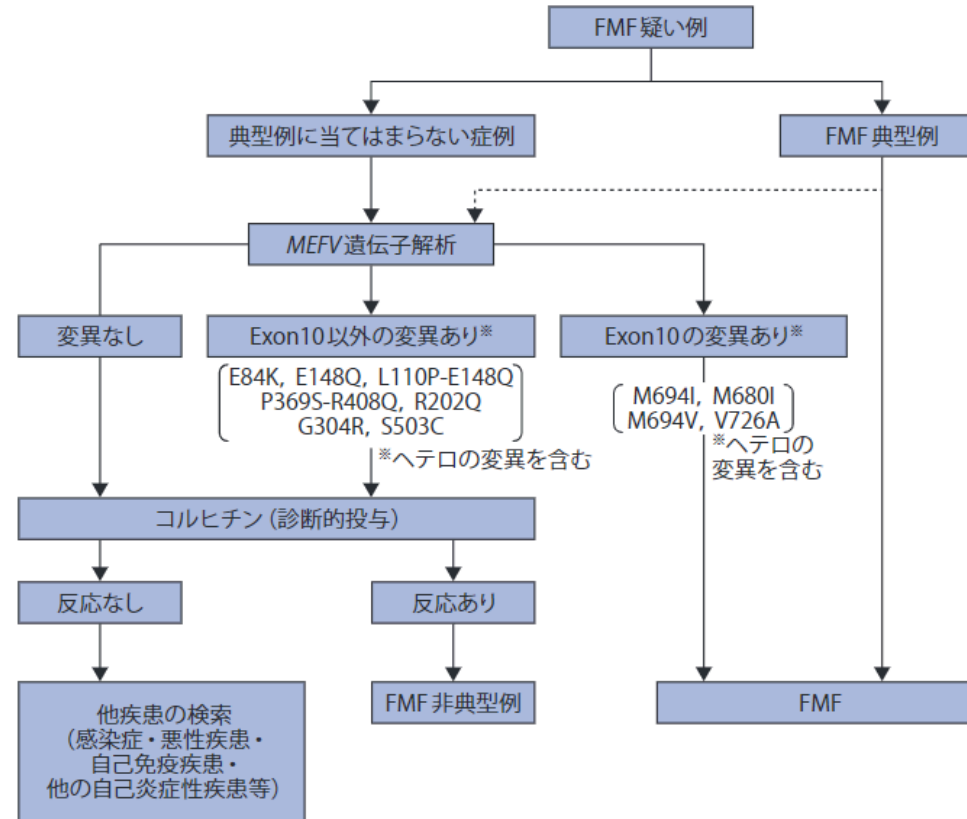 FMF疑い例
典型例に当てはまらない症例
FMF典型例
MEFV遺伝子解析
変異なし
Exon10以外の変異あり※
Exon10の変異あり※
E84K, E148Q, L110P-E148Q
P369S-R408Q, R202Q
G304R, S503C
※ヘテロの変異を含む
M694I, M680I
M694V, V726A
※ヘテロの
変異を含む
コルヒチン(診断的投与)
反応なし
反応あり
他疾患の検索
(感染症・悪性疾患・
自己免疫疾患・
他の自己炎症性疾患等)
FMF非典型例
FMF